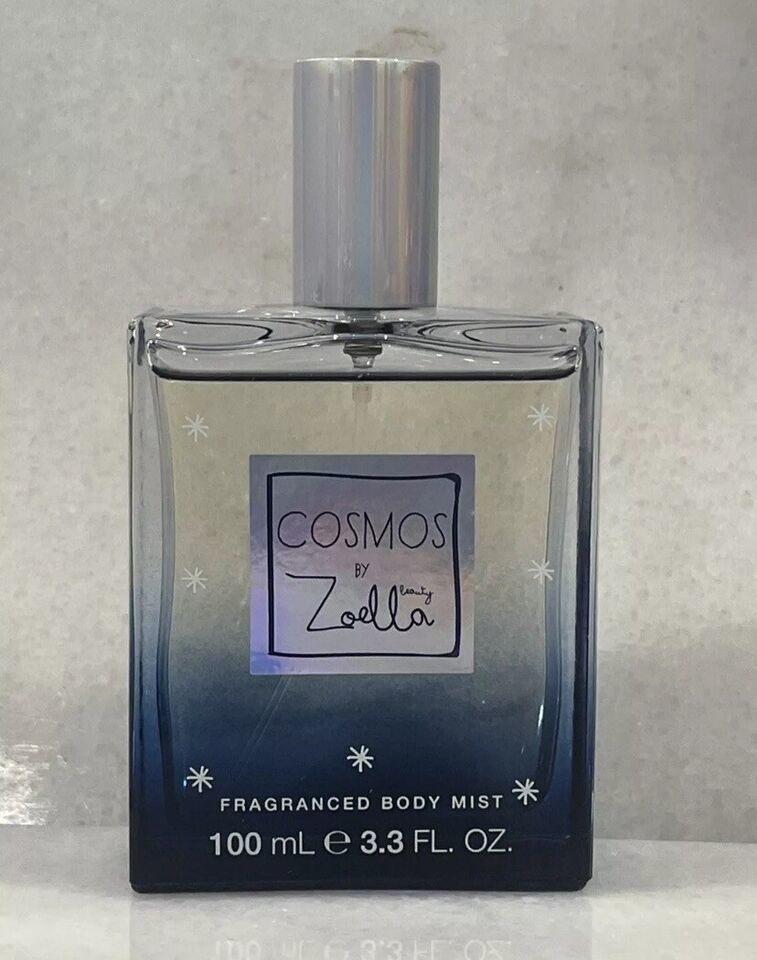 COSMOS
BY
Zoella
beauty
FRAGRANCED BODY MIST
100 mL ℮ 3.3 FL. OZ.